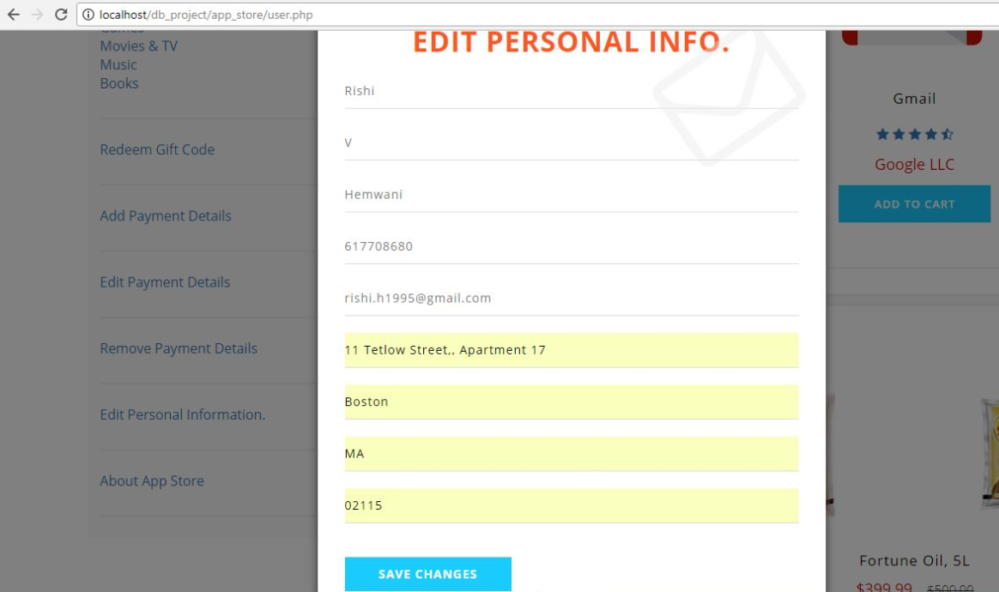 localhost/db_project/app_store/user.php
Games
Movies & TV
Music
Books
Redeem Gift Code
Add Payment Details
Edit Payment Details
Remove Payment Details
Edit Personal Information.
About App Store
EDIT PERSONAL INFO.
Rishi
V
Hemwani
617708680
rishi.h1995@gmail.com
11 Tetlow Street,, Apartment 17
Boston
MA
02115
SAVE CHANGES
Gmail
Google LLC
ADD TO CART
Fortune Oil, 5L
$399.99 $500.00